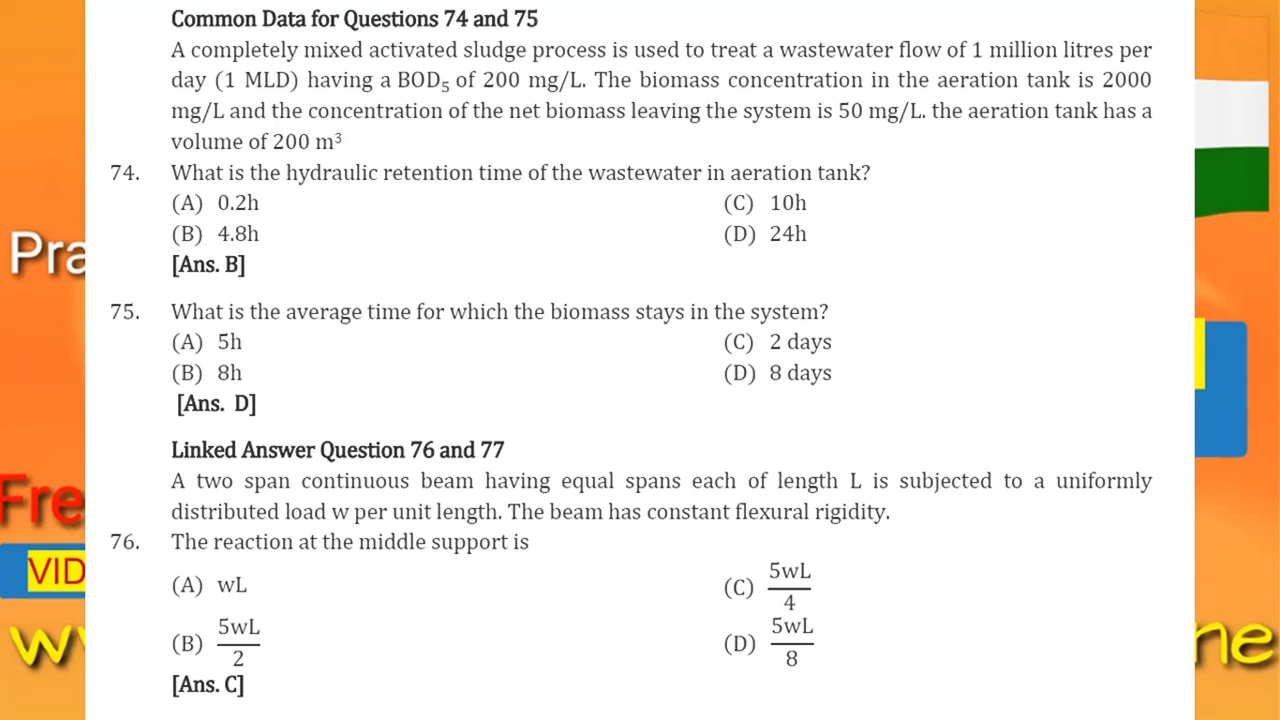 Common Data for Questions 74 and 75
A completely mixed activated sludge process is used to treat a wastewater flow of 1 million litres per
day (1 MLD) having a BOD₅ of 200 mg/L. The biomass concentration in the aeration tank is 2000
mg/L and the concentration of the net biomass leaving the system is 50 mg/L. the aeration tank has a
volume of 200 m³
74. What is the hydraulic retention time of the wastewater in aeration tank?
(A) 0.2h (C) 10h
(B) 4.8h (D) 24h
[Ans. B]
75. What is the average time for which the biomass stays in the system?
(A) 5h (C) 2 days
(B) 8h (D) 8 days
[Ans. D]
Linked Answer Question 76 and 77
A two span continuous beam having equal spans each of length L is subjected to a uniformly
distributed load w per unit length. The beam has constant flexural rigidity.
76. The reaction at the middle support is
(A) wL (C) 5wL/4
(B) 5wL/2 (D) 5wL/8
[Ans. C]
Pra
Fre
VID